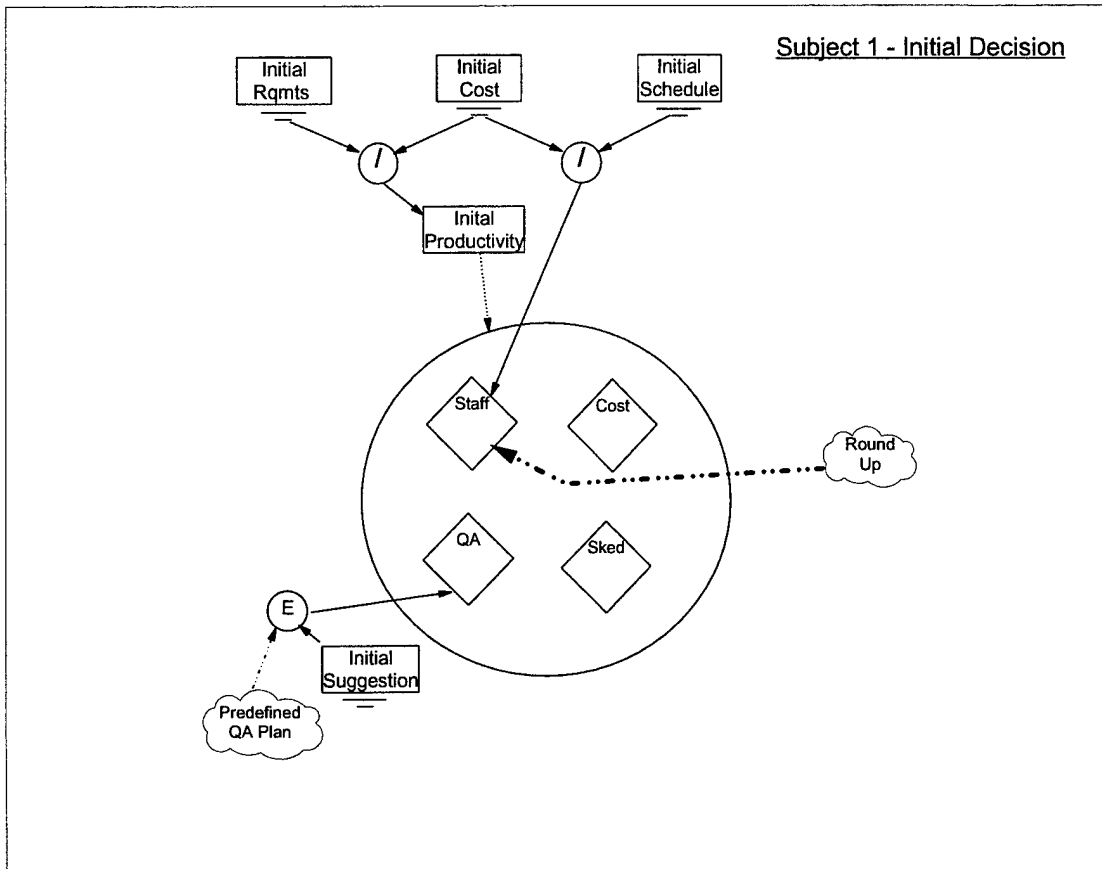 Subject 1 - Initial Decision
Initial
Rqmts
Initial
Cost
Initial
Schedule
/
/
Inital
Productivity
Staff
Cost
Round
Up
QA
Sked
E
Initial
Suggestion
Predefined
QA Plan